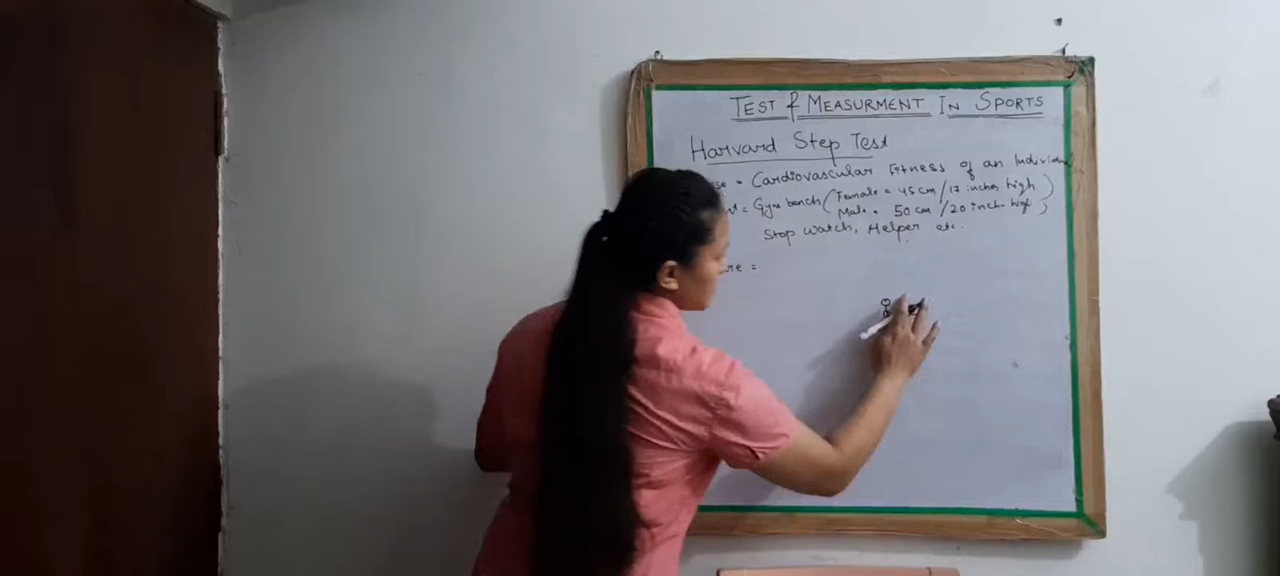 TEST & MEASURMENT IN SPORTS
Harvard Step Test
= Cardiovascular Fitness of an Individual
= Gym bench (Female = 45 cm / 17 inches high)
Male = 50 cm / 20 inch high)
Stop Watch, Helper etc.
=